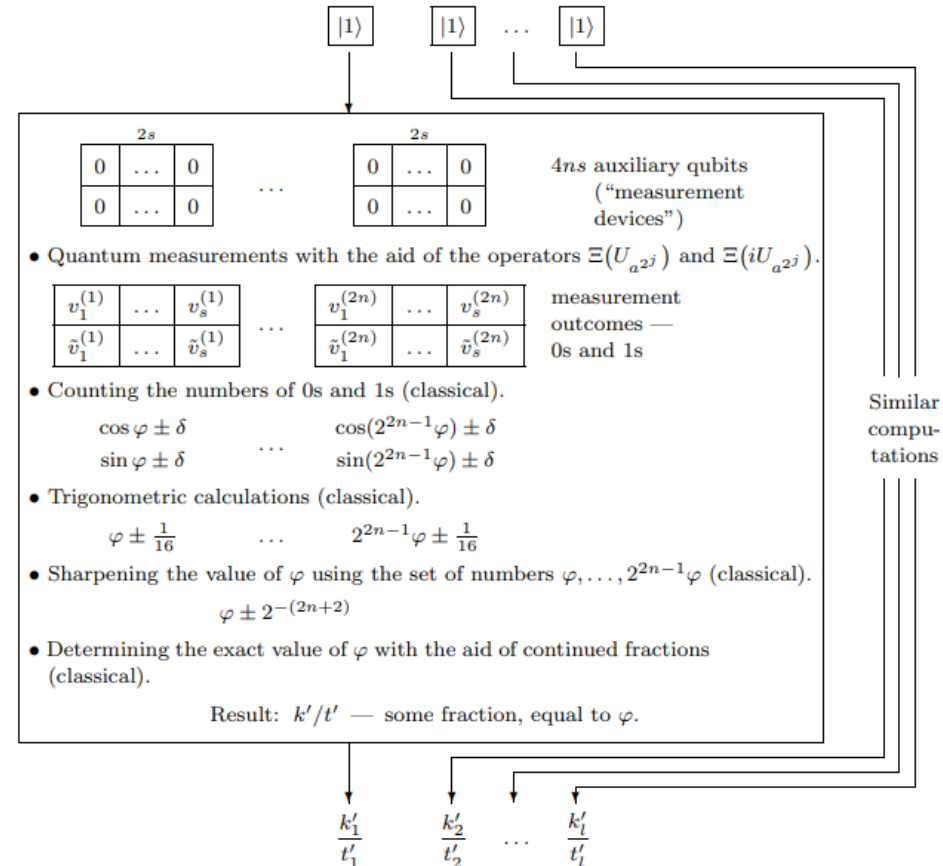 |1⟩ |1⟩ … |1⟩
2s 2s
0 … 0 0 … 0
…
0 … 0 0 … 0
4ns auxiliary qubits
(“measurement
devices”)
• Quantum measurements with the aid of the operators Ξ(U_{a^{2^j}}) and Ξ(iU_{a^{2^j}}).
v_1^{(1)} … v_s^{(1)} v_1^{(2n)} … v_s^{(2n)}
…
ṽ_1^{(1)} … ṽ_s^{(1)} ṽ_1^{(2n)} … ṽ_s^{(2n)}
measurement
outcomes —
0s and 1s
• Counting the numbers of 0s and 1s (classical).
cos φ ± δ cos(2^{2n−1}φ) ± δ
…
sin φ ± δ sin(2^{2n−1}φ) ± δ
• Trigonometric calculations (classical).
φ ± 1/16 … 2^{2n−1}φ ± 1/16
• Sharpening the value of φ using the set of numbers φ, …, 2^{2n−1}φ (classical).
φ ± 2^{−(2n+2)}
• Determining the exact value of φ with the aid of continued fractions
(classical).
Result: k′/t′ — some fraction, equal to φ.
Similar
compu-
tations
k′_1/t′_1 k′_2/t′_2 … k′_l/t′_l